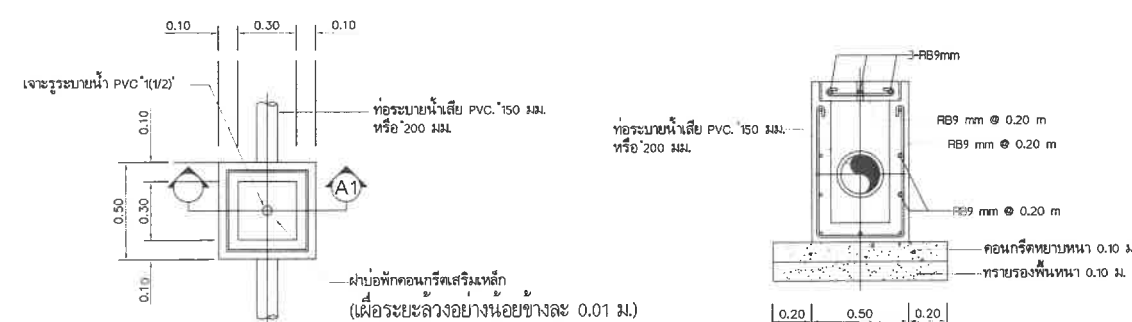 0.10 0.30 0.10
เจาะรูระบายน้ำ PVC ํ1(1/2)"
ท่อระบายน้ำเสีย PVC. ํ150 มม.
หรือ ํ200 มม.
0.10
0.50
0.30
0.10
A1
ฝาบ่อพักคอนกรีตเสริมเหล็ก
(เผื่อระยะล้วงอย่างน้อยข้างละ 0.01 ม.)
3-RB9mm
ท่อระบายน้ำเสีย PVC. ํ150 มม.
หรือ ํ200 มม.
RB9 mm @ 0.20 m
RB9 mm @ 0.20 m
RB9 mm @ 0.20 m
คอนกรีตหยาบหนา 0.10 ม.
ทรายรองพื้นหนา 0.10 ม.
0.20 0.50 0.20